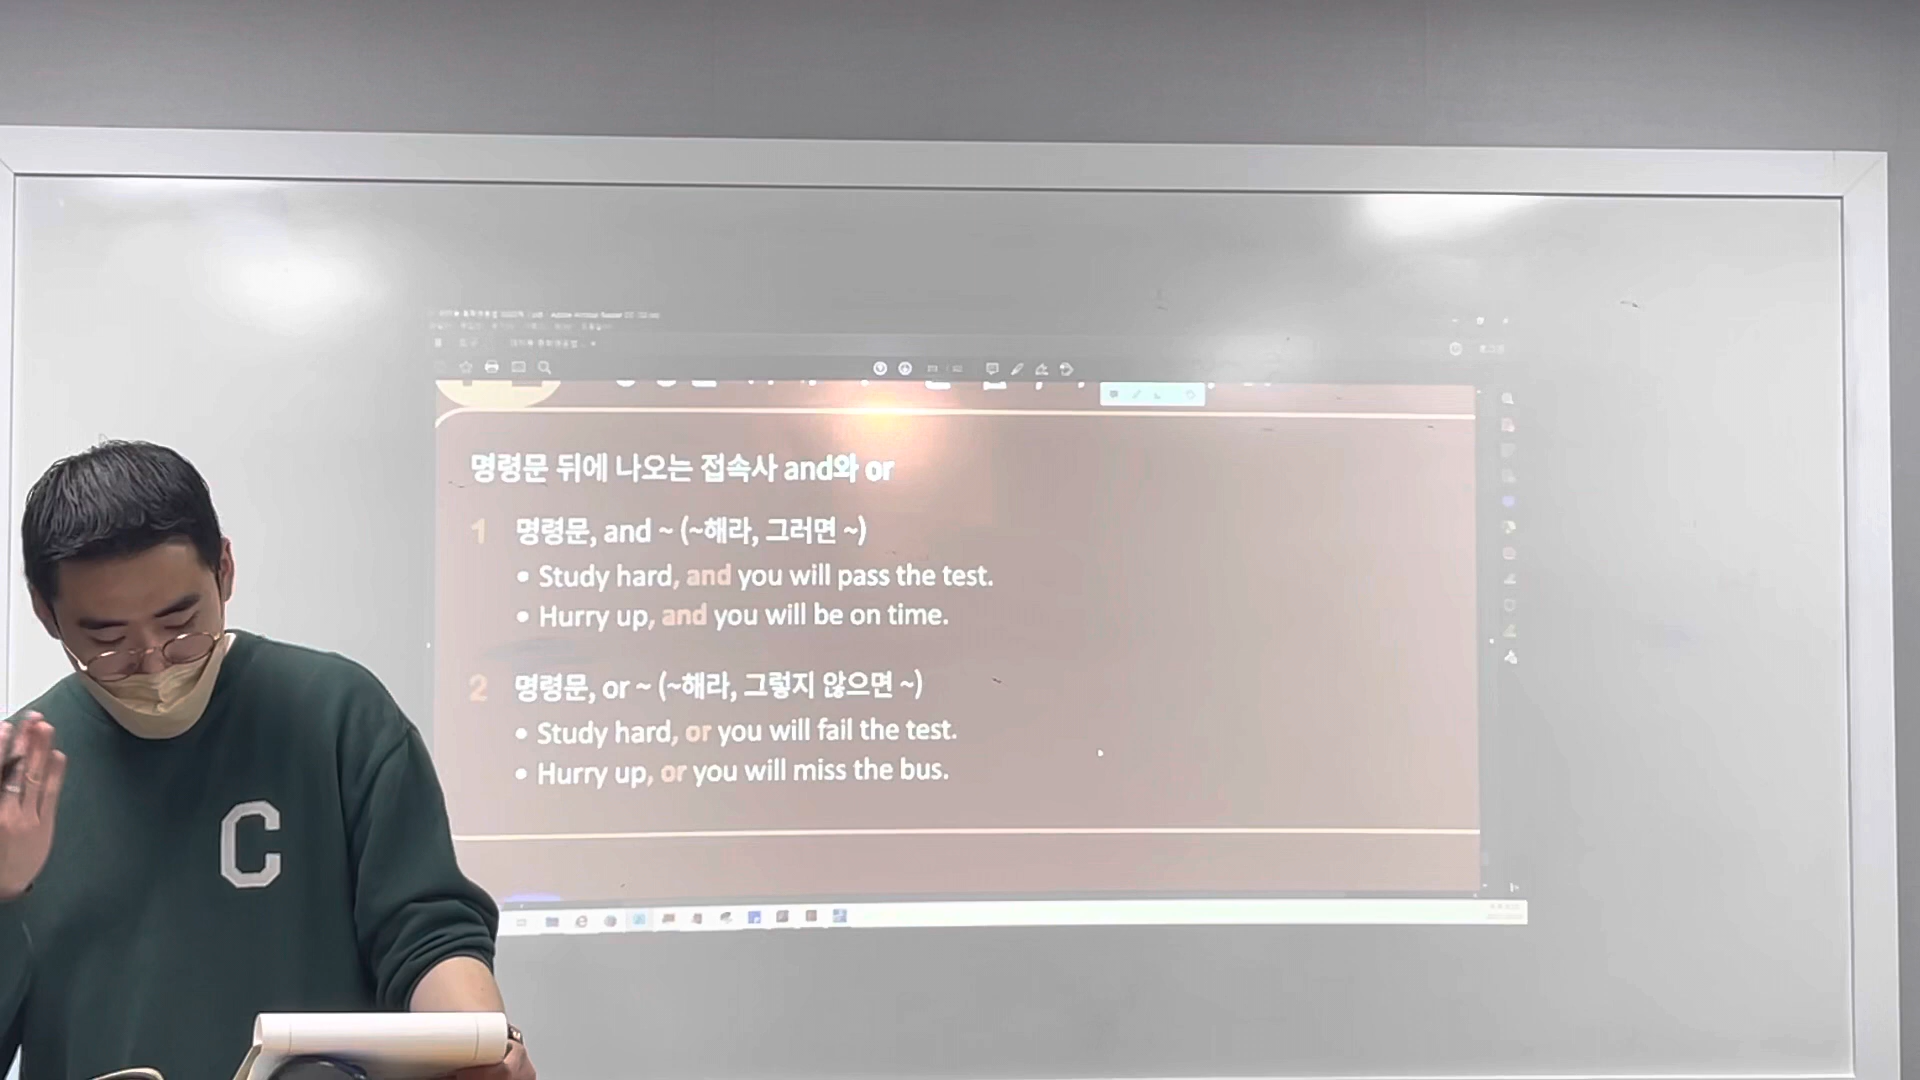 명령문 뒤에 나오는 접속사 and와 or
1 명령문, and ~ (~해라, 그러면 ~)
• Study hard, and you will pass the test.
• Hurry up, and you will be on time.
2 명령문, or ~ (~해라, 그렇지 않으면 ~)
• Study hard, or you will fail the test.
• Hurry up, or you will miss the bus.
C